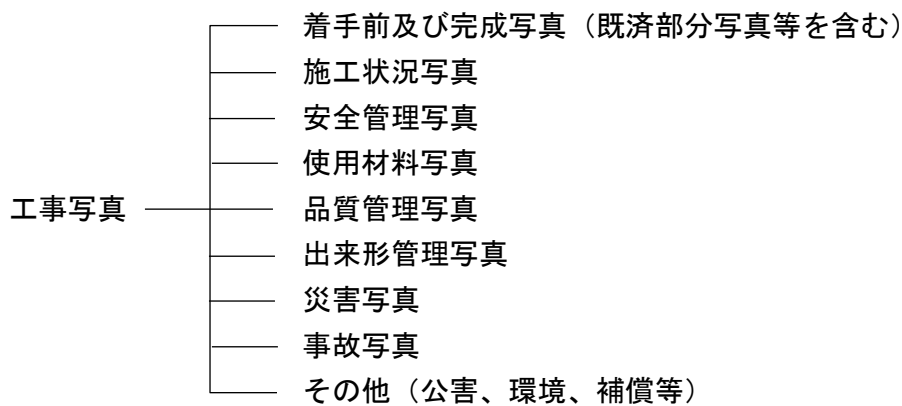 着手前及び完成写真（既済部分写真等を含む）
施工状況写真
安全管理写真
使用材料写真
工事写真
品質管理写真
出来形管理写真
災害写真
事故写真
その他（公害、環境、補償等）